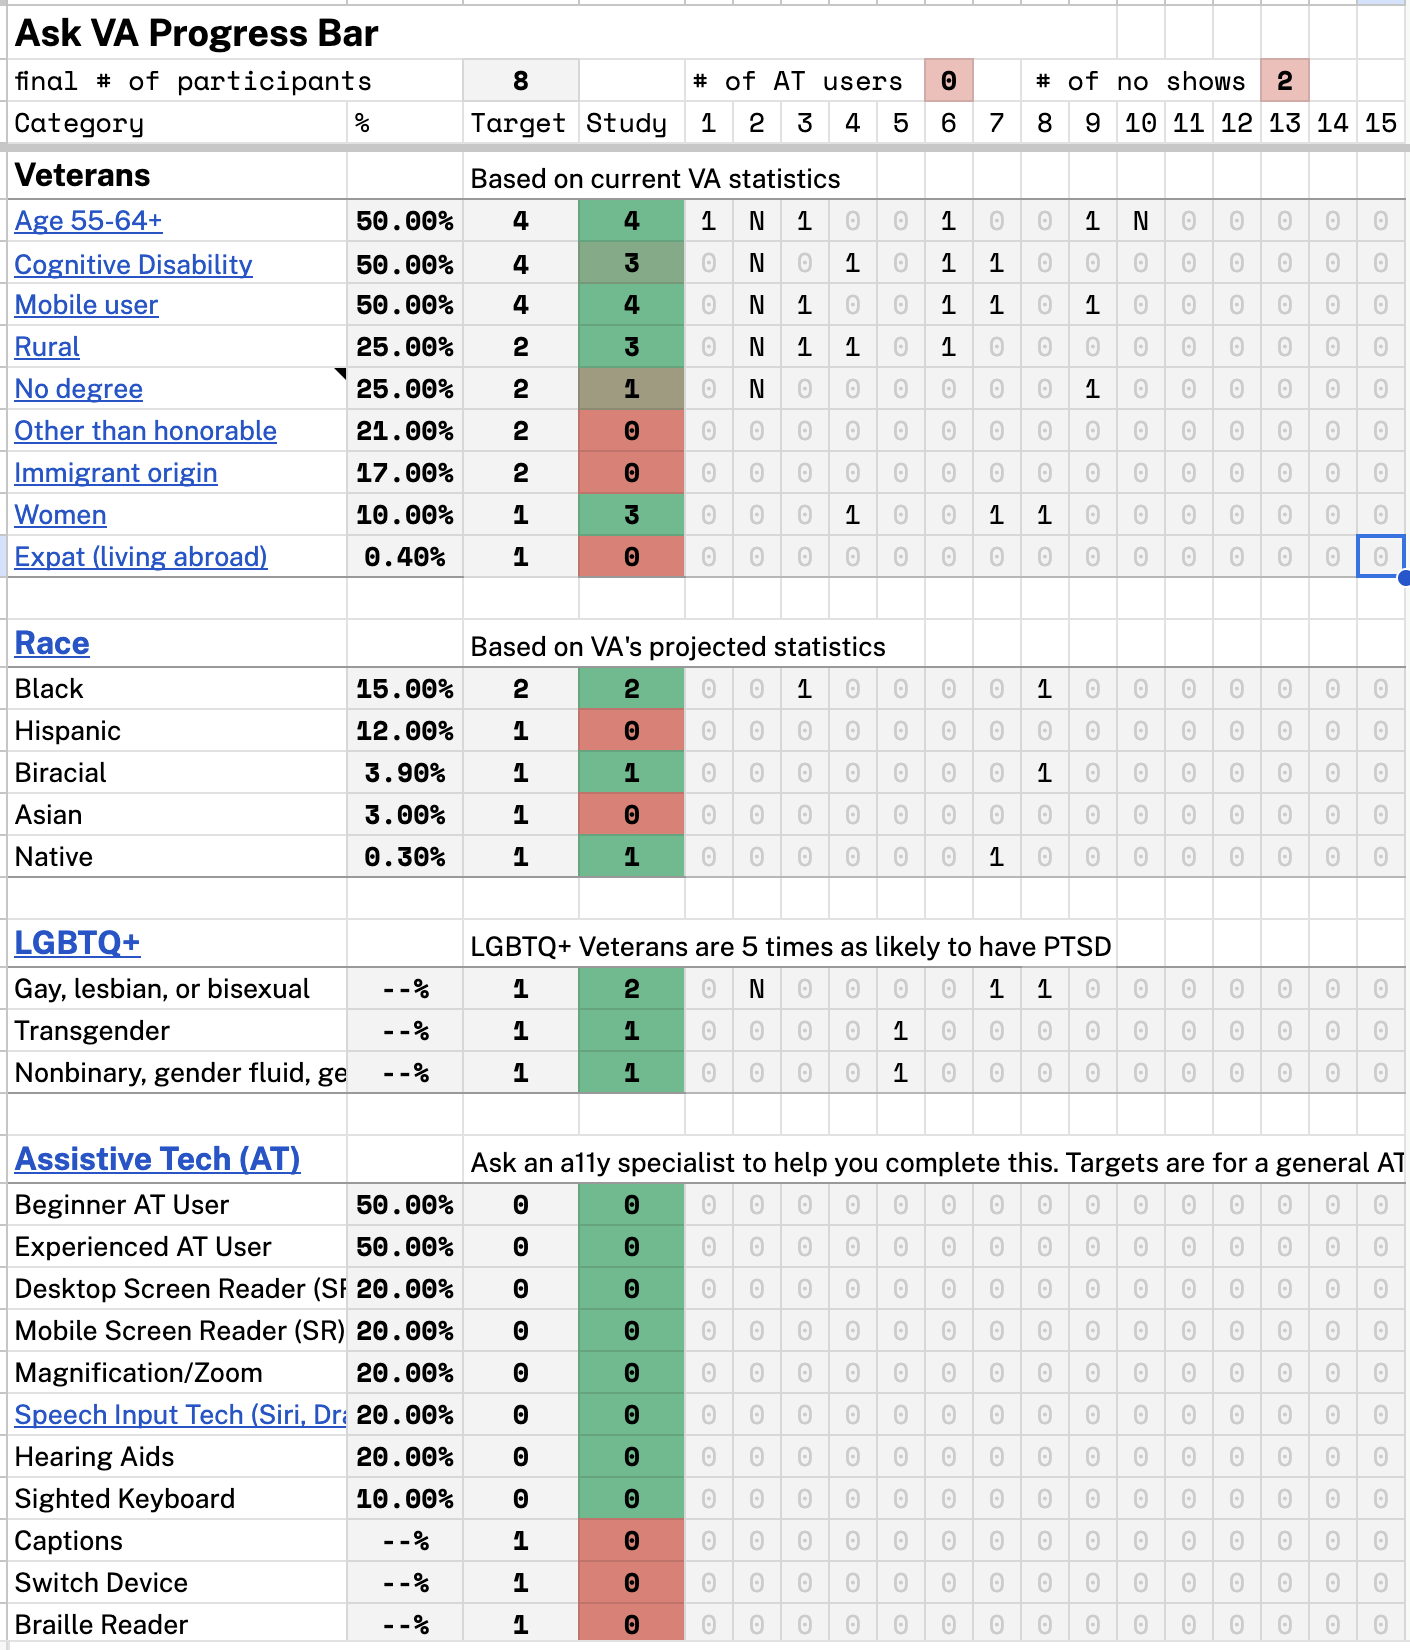 Ask VA Progress Bar
final # of participants 8 # of AT users 0 # of no shows 2
Category % Target Study 1 2 3 4 5 6 7 8 9 10 11 12 13 14 15
Veterans Based on current VA statistics
Age 55-64+ 50.00% 4 4 1 N 1 0 0 1 0 0 1 N 0 0 0 0 0
Cognitive Disability 50.00% 4 3 0 N 0 1 0 1 1 0 0 0 0 0 0 0 0
Mobile user 50.00% 4 4 0 N 1 0 0 1 1 0 1 0 0 0 0 0 0
Rural 25.00% 2 3 0 N 1 1 0 1 0 0 0 0 0 0 0 0 0
No degree 25.00% 2 1 0 N 0 0 0 0 0 0 1 0 0 0 0 0 0
Other than honorable 21.00% 2 0 0 0 0 0 0 0 0 0 0 0 0 0 0 0 0
Immigrant origin 17.00% 2 0 0 0 0 0 0 0 0 0 0 0 0 0 0 0 0
Women 10.00% 1 3 0 0 0 1 0 0 1 1 0 0 0 0 0 0 0
Expat (living abroad) 0.40% 1 0 0 0 0 0 0 0 0 0 0 0 0 0 0 0 0
Race Based on VA's projected statistics
Black 15.00% 2 2 0 0 1 0 0 0 0 1 0 0 0 0 0 0 0
Hispanic 12.00% 1 0 0 0 0 0 0 0 0 0 0 0 0 0 0 0 0
Biracial 3.90% 1 1 0 0 0 0 0 0 0 1 0 0 0 0 0 0 0
Asian 3.00% 1 0 0 0 0 0 0 0 0 0 0 0 0 0 0 0 0
Native 0.30% 1 1 0 0 0 0 0 0 1 0 0 0 0 0 0 0 0
LGBTQ+ LGBTQ+ Veterans are 5 times as likely to have PTSD
Gay, lesbian, or bisexual --% 1 2 0 N 0 0 0 0 1 1 0 0 0 0 0 0 0
Transgender --% 1 1 0 0 0 0 1 0 0 0 0 0 0 0 0 0 0
Nonbinary, gender fluid, ge --% 1 1 0 0 0 0 1 0 0 0 0 0 0 0 0 0 0
Assistive Tech (AT) Ask an a11y specialist to help you complete this. Targets are for a general AT
Beginner AT User 50.00% 0 0 0 0 0 0 0 0 0 0 0 0 0 0 0 0 0
Experienced AT User 50.00% 0 0 0 0 0 0 0 0 0 0 0 0 0 0 0 0 0
Desktop Screen Reader (SR 20.00% 0 0 0 0 0 0 0 0 0 0 0 0 0 0 0 0 0
Mobile Screen Reader (SR) 20.00% 0 0 0 0 0 0 0 0 0 0 0 0 0 0 0 0 0
Magnification/Zoom 20.00% 0 0 0 0 0 0 0 0 0 0 0 0 0 0 0 0 0
Speech Input Tech (Siri, Dra 20.00% 0 0 0 0 0 0 0 0 0 0 0 0 0 0 0 0 0
Hearing Aids 20.00% 0 0 0 0 0 0 0 0 0 0 0 0 0 0 0 0 0
Sighted Keyboard 10.00% 0 0 0 0 0 0 0 0 0 0 0 0 0 0 0 0 0
Captions --% 1 0 0 0 0 0 0 0 0 0 0 0 0 0 0 0 0
Switch Device --% 1 0 0 0 0 0 0 0 0 0 0 0 0 0 0 0 0
Braille Reader --% 1 0 0 0 0 0 0 0 0 0 0 0 0 0 0 0 0